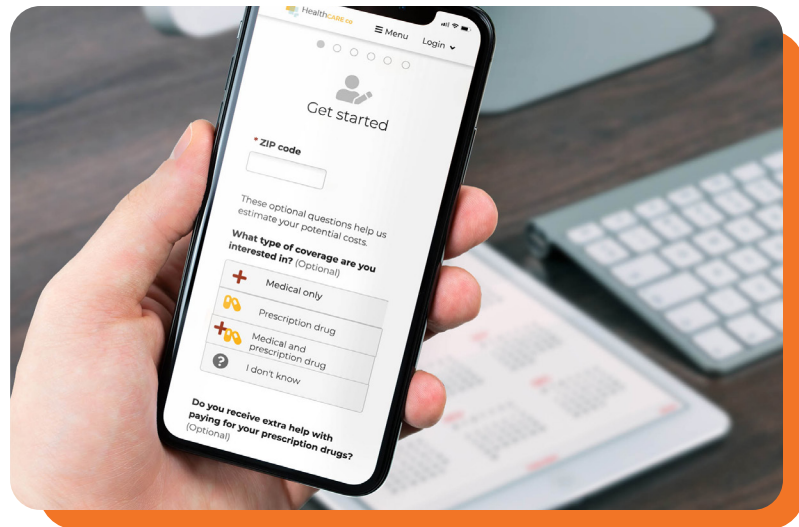 HealthCARE co
Menu
Login
Get started
* ZIP code
These optional questions help us
estimate your potential costs.
What type of coverage are you
interested in? (Optional)
Medical only
Prescription drug
Medical and
prescription drug
? I don't know
Do you receive extra help with
paying for your prescription drugs?
(Optional)